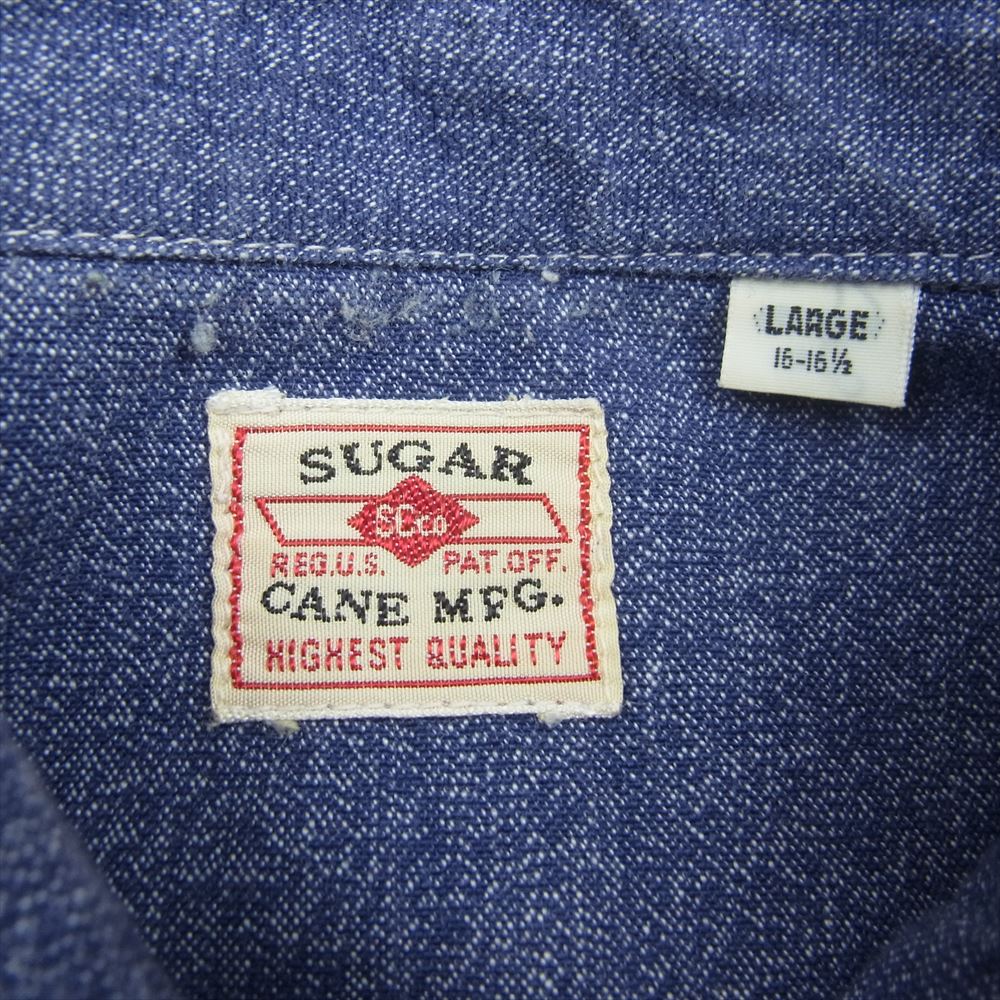 LARGE
16-16½
SUGAR
SCCO
REG.U.S. PAT.OFF.
CANE MFG.
HIGHEST QUALITY